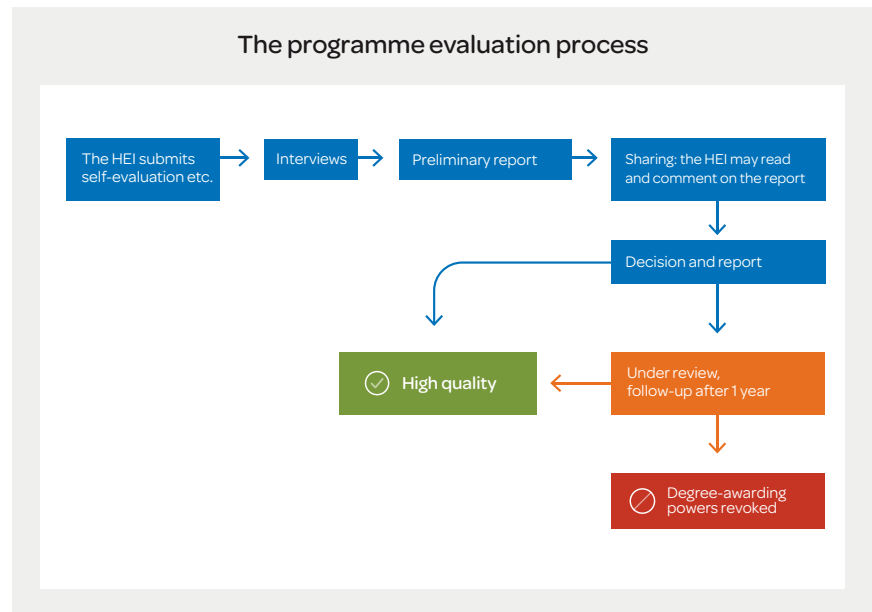 The programme evaluation process
The HEI submits
self-evaluation etc.
Interviews
Preliminary report
Sharing: the HEI may read
and comment on the report
Decision and report
High quality
Under review,
follow-up after 1 year
Degree-awarding
powers revoked